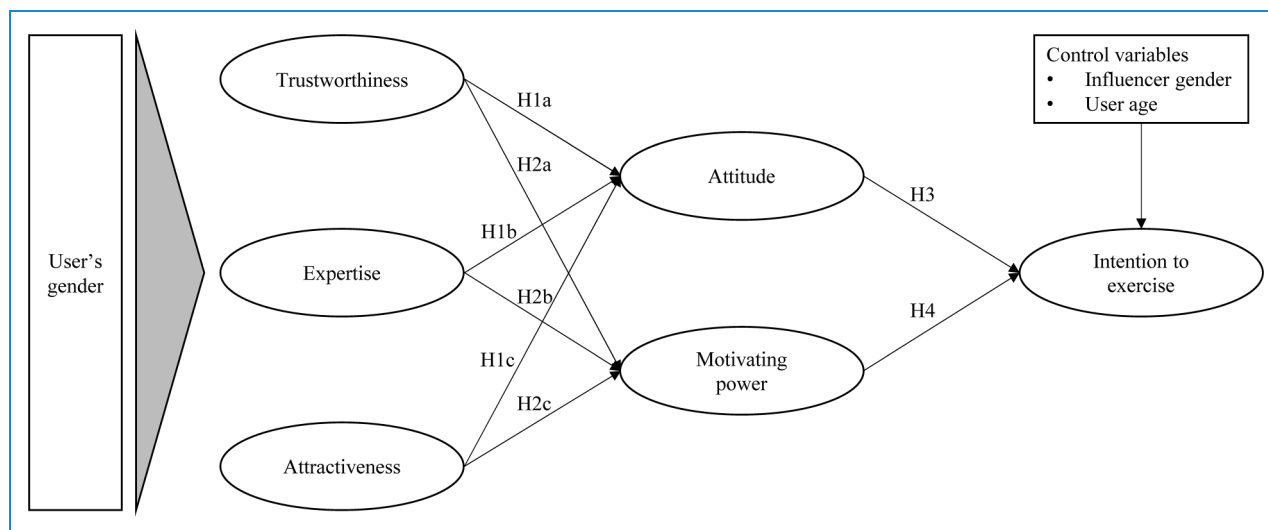 User’s
gender
Trustworthiness
Expertise
Attractiveness
H1a
H2a
H1b
H2b
H1c
H2c
Attitude
Motivating
power
H3
H4
Control variables
• Influencer gender
• User age
Intention to
exercise